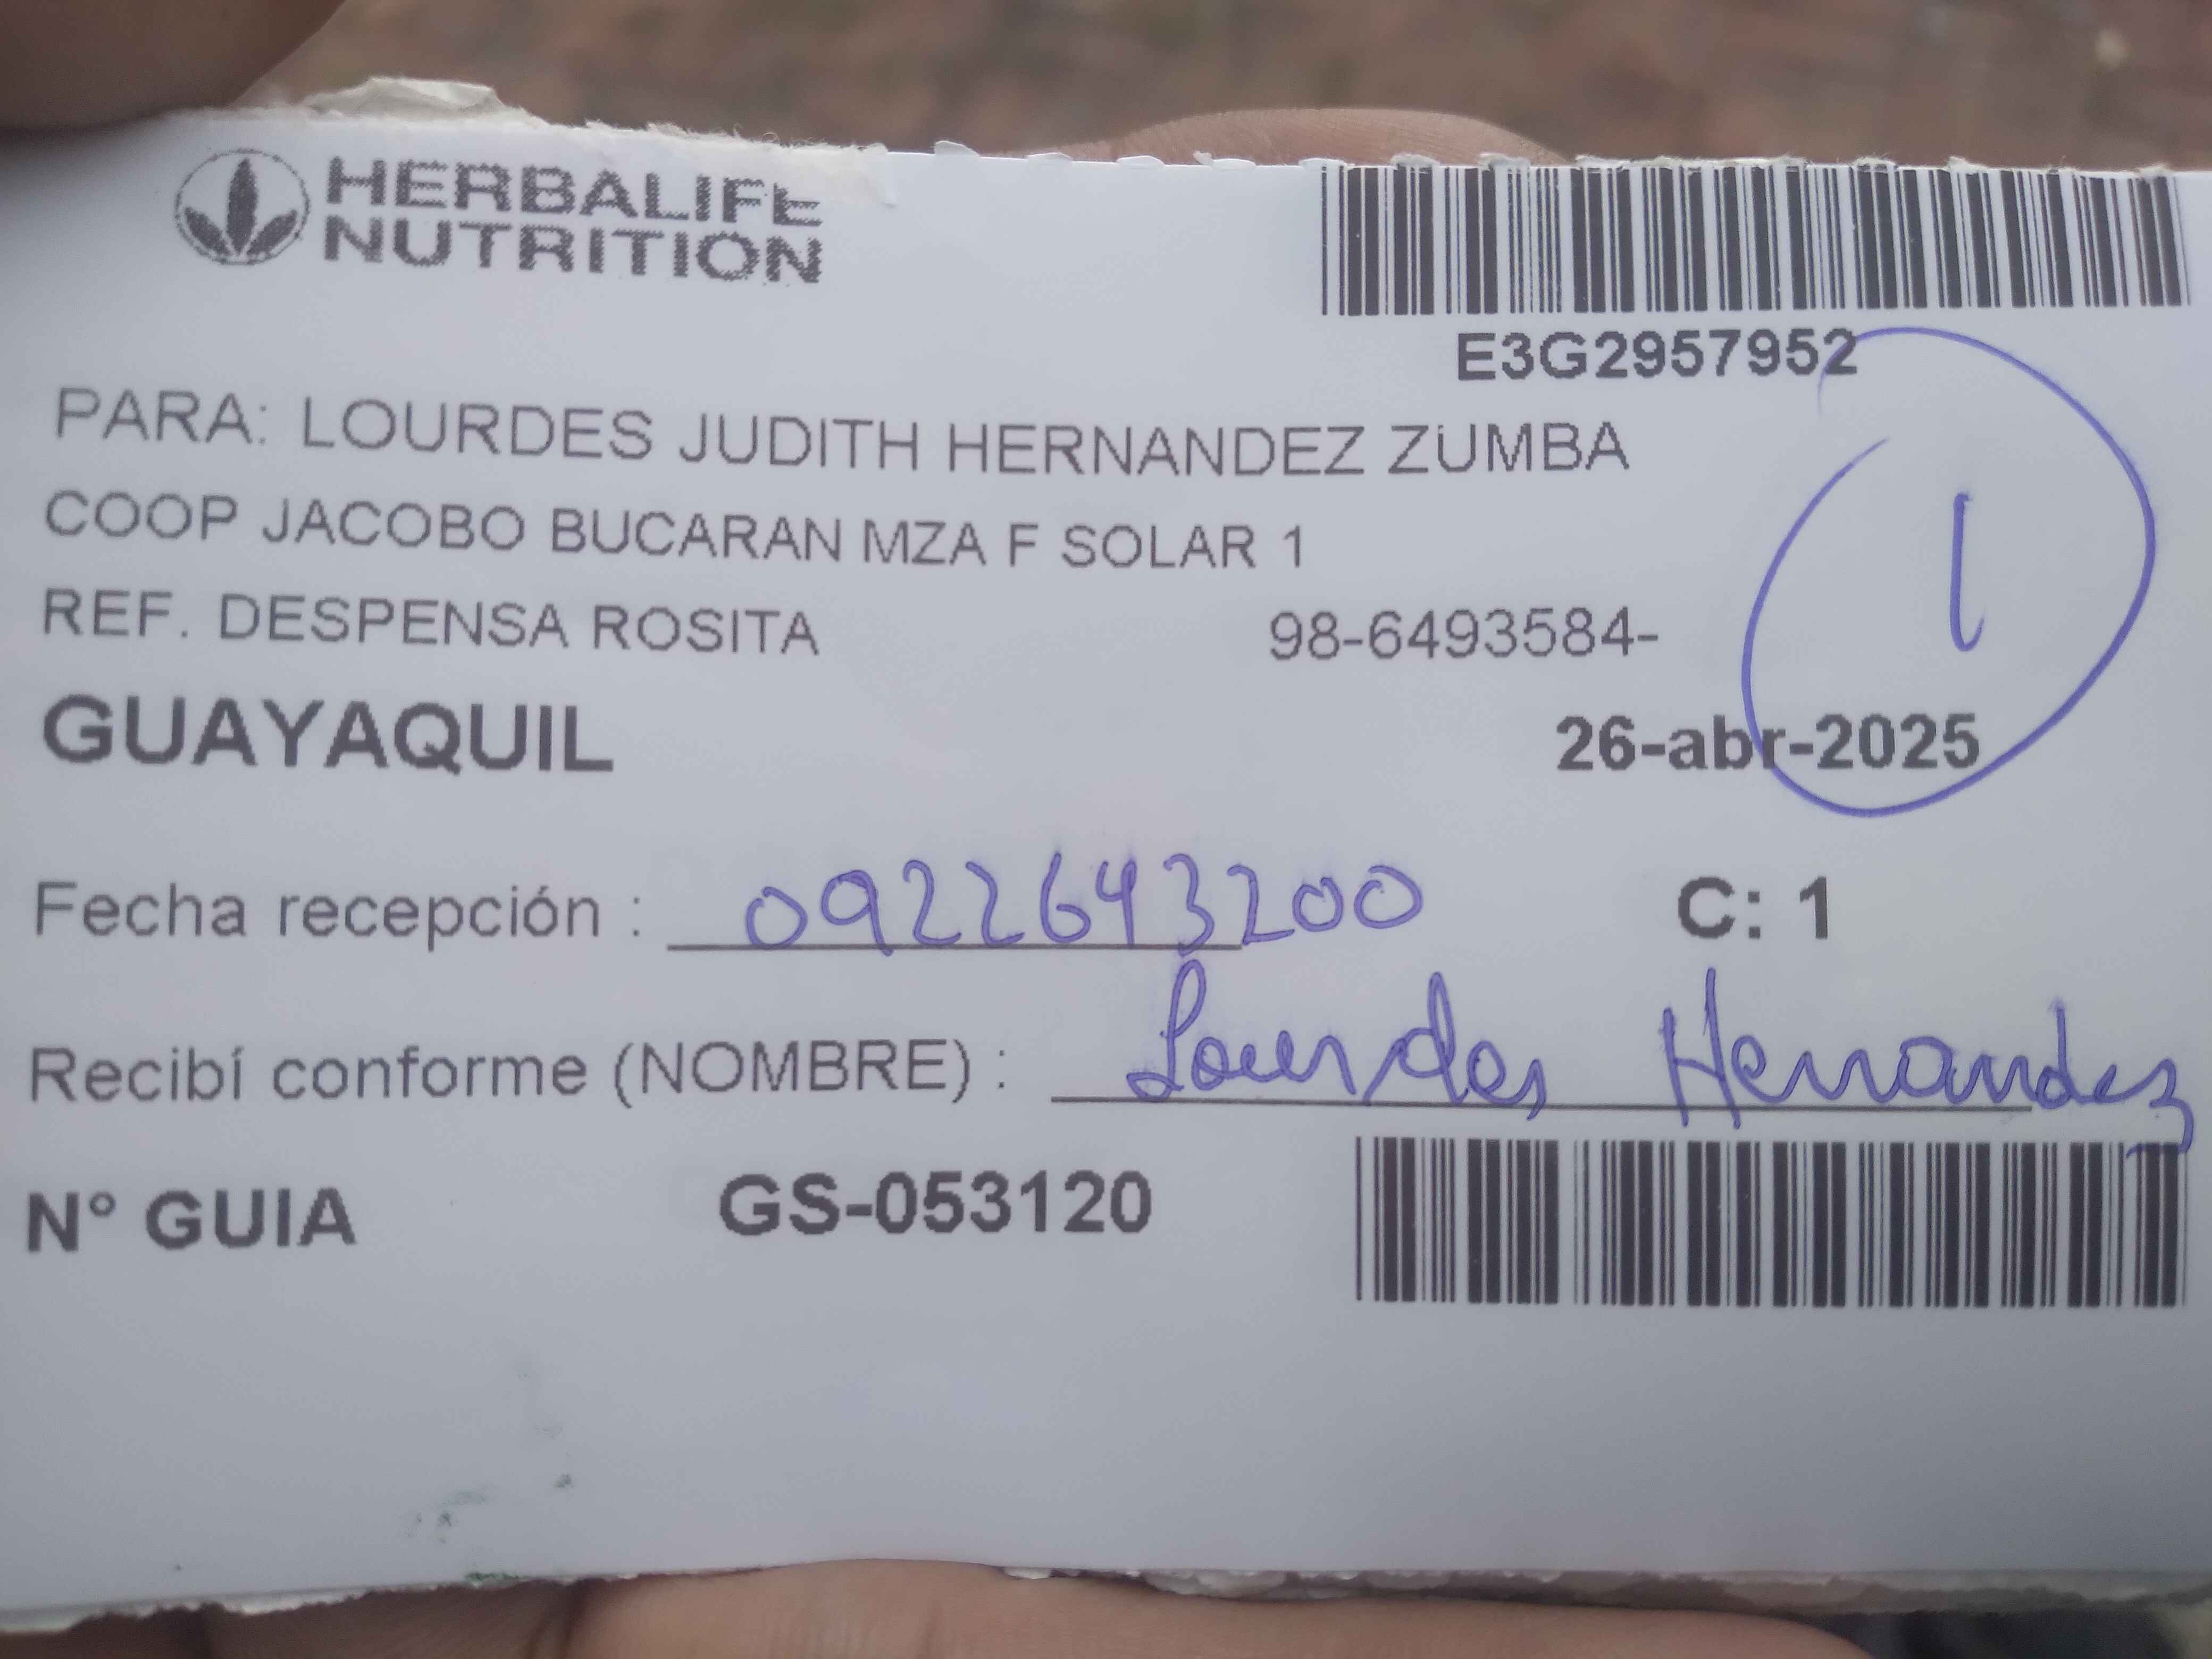 HERBALIFE
NUTRITION
E3G2957952
PARA: LOURDES JUDITH HERNANDEZ ZUMBA
COOP JACOBO BUCARAN MZA F SOLAR 1
REF. DESPENSA ROSITA 98-6493584-
1
GUAYAQUIL 26-abr-2025
Fecha recepción : 0922643200 C: 1
Recibí conforme (NOMBRE) : Lourdes Hernandez
N° GUIA GS-053120